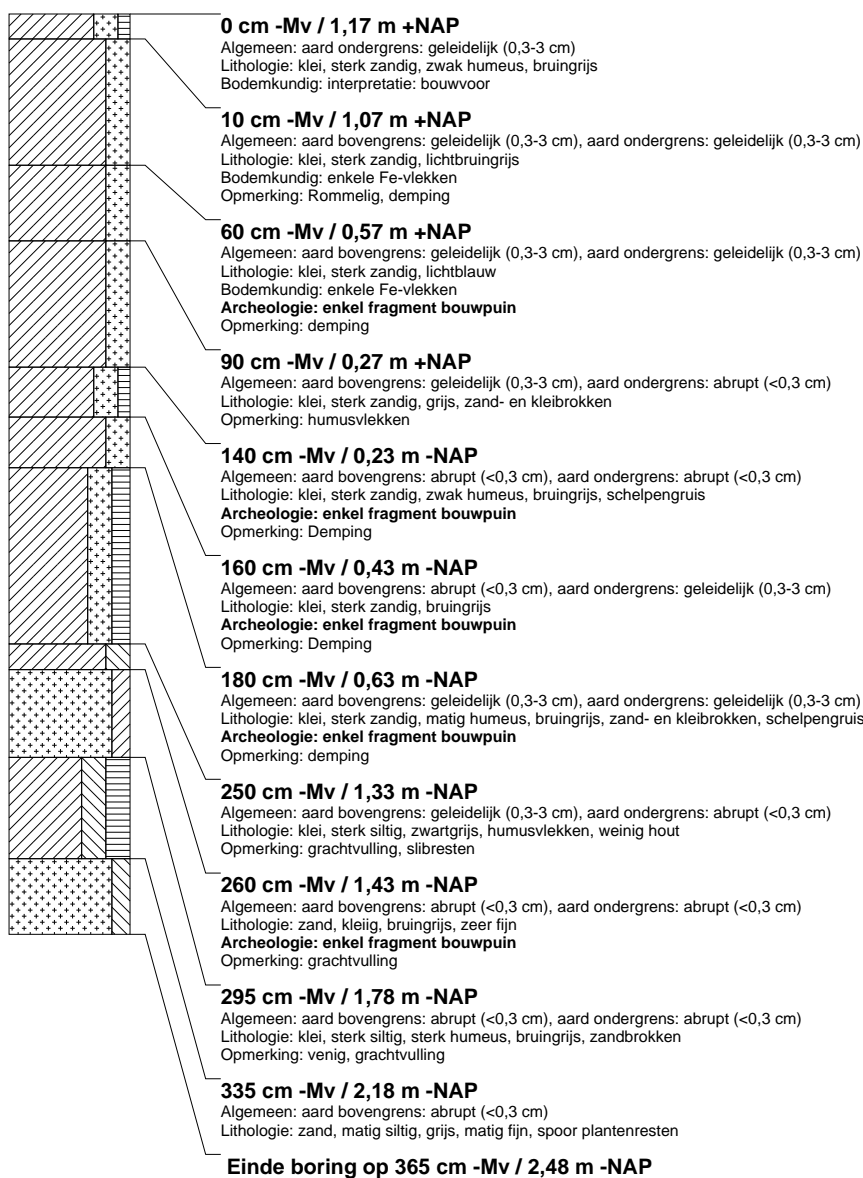 0 cm -Mv / 1,17 m +NAP
Algemeen: aard ondergrens: geleidelijk (0,3-3 cm)
Lithologie: klei, sterk zandig, zwak humeus, bruingrijs
Bodemkundig: interpretatie: bouwvoor
10 cm -Mv / 1,07 m +NAP
Algemeen: aard bovengrens: geleidelijk (0,3-3 cm), aard ondergrens: geleidelijk (0,3-3 cm)
Lithologie: klei, sterk zandig, lichtbruingrijs
Bodemkundig: enkele Fe-vlekken
Opmerking: Rommelig, demping
60 cm -Mv / 0,57 m +NAP
Algemeen: aard bovengrens: geleidelijk (0,3-3 cm), aard ondergrens: geleidelijk (0,3-3 cm)
Lithologie: klei, sterk zandig, lichtblauw
Bodemkundig: enkele Fe-vlekken
Archeologie: enkel fragment bouwpuin
Opmerking: demping
90 cm -Mv / 0,27 m +NAP
Algemeen: aard bovengrens: geleidelijk (0,3-3 cm), aard ondergrens: abrupt (<0,3 cm)
Lithologie: klei, sterk zandig, grijs, zand- en kleibrokken
Opmerking: humusvlekken
140 cm -Mv / 0,23 m -NAP
Algemeen: aard bovengrens: abrupt (<0,3 cm), aard ondergrens: abrupt (<0,3 cm)
Lithologie: klei, sterk zandig, zwak humeus, bruingrijs, schelpengruis
Archeologie: enkel fragment bouwpuin
Opmerking: Demping
160 cm -Mv / 0,43 m -NAP
Algemeen: aard bovengrens: abrupt (<0,3 cm), aard ondergrens: geleidelijk (0,3-3 cm)
Lithologie: klei, sterk zandig, bruingrijs
Archeologie: enkel fragment bouwpuin
Opmerking: Demping
180 cm -Mv / 0,63 m -NAP
Algemeen: aard bovengrens: geleidelijk (0,3-3 cm), aard ondergrens: geleidelijk (0,3-3 cm)
Lithologie: klei, sterk zandig, matig humeus, bruingrijs, zand- en kleibrokken, schelpengruis
Archeologie: enkel fragment bouwpuin
Opmerking: demping
250 cm -Mv / 1,33 m -NAP
Algemeen: aard bovengrens: geleidelijk (0,3-3 cm), aard ondergrens: abrupt (<0,3 cm)
Lithologie: klei, sterk siltig, zwartgrijs, humusvlekken, weinig hout
Opmerking: grachtvulling, slibresten
260 cm -Mv / 1,43 m -NAP
Algemeen: aard bovengrens: abrupt (<0,3 cm), aard ondergrens: abrupt (<0,3 cm)
Lithologie: zand, kleiig, bruingrijs, zeer fijn
Archeologie: enkel fragment bouwpuin
Opmerking: grachtvulling
295 cm -Mv / 1,78 m -NAP
Algemeen: aard bovengrens: abrupt (<0,3 cm), aard ondergrens: abrupt (<0,3 cm)
Lithologie: klei, sterk siltig, sterk humeus, bruingrijs, zandbrokken
Opmerking: venig, grachtvulling
335 cm -Mv / 2,18 m -NAP
Algemeen: aard bovengrens: abrupt (<0,3 cm)
Lithologie: zand, matig siltig, grijs, matig fijn, spoor plantenresten
Einde boring op 365 cm -Mv / 2,48 m -NAP